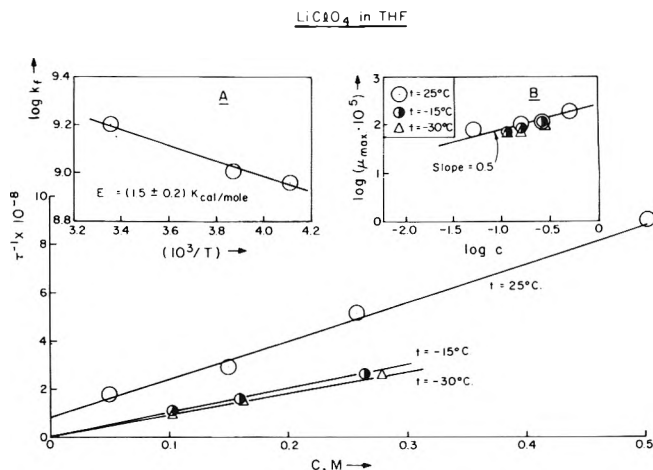 LiClO₄ in THF
log k_f →
9.4
9.2
9.0
8.8
A
E = (1.5 ± 0.2) Kcal/mole
3.2 3.4 3.6 3.8 4.0 4.2
(10³/T) →
log (μmax · 10⁵) →
3
2
1
0
t = 25°C
t = -15°C
t = -30°C
B
Slope = 0.5
-2.0 -1.5 -1.0 -0.5 0
log c
τ⁻¹ x 10⁻⁸ →
10
8
6
4
2
0
t = 25°C.
t = -15°C
t = -30°C.
0 0.1 0.2 0.3 0.4 0.5
C, M →